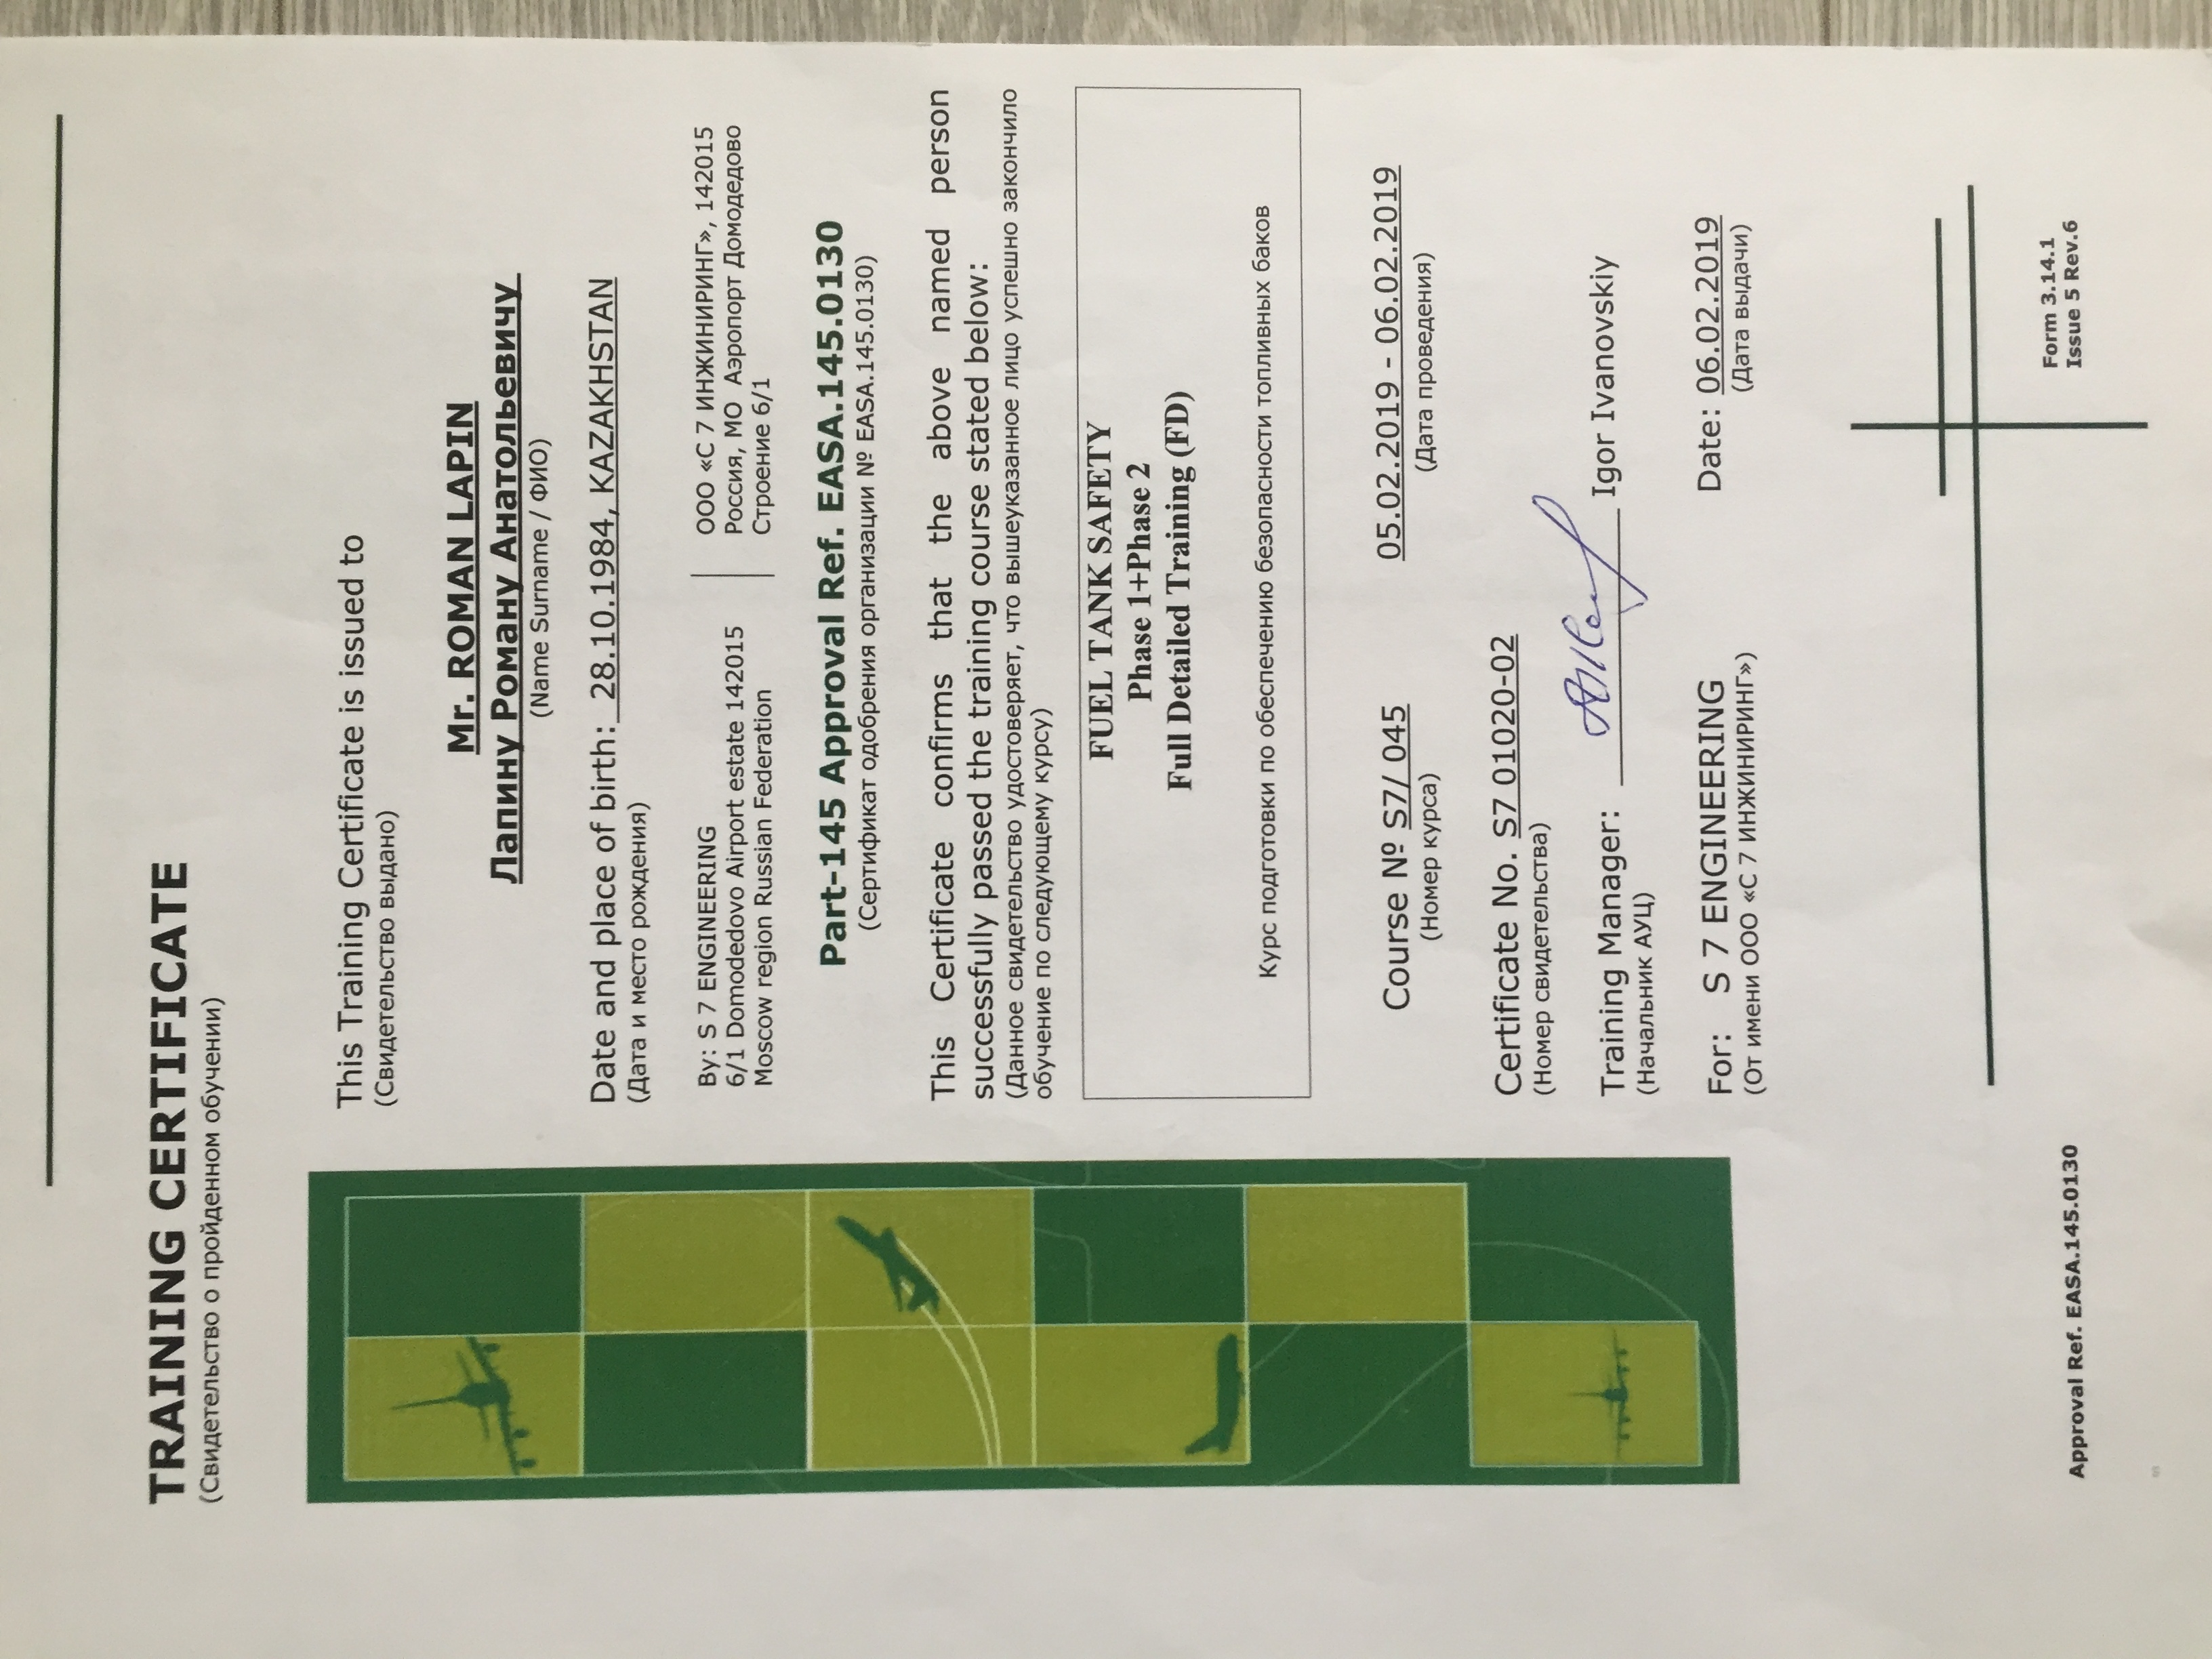 TRAINING CERTIFICATE
(Свидетельство о пройденном обучении)
This Training Certificate is issued to
(Свидетельство выдано)
Mr. ROMAN LAPIN
Лапину Роману Анатольевичу
(Name Surname / ФИО)
Date and place of birth: 28.10.1984, KAZAKHSTAN
(Дата и место рождения)
By: S 7 ENGINEERING
6/1 Domodedovo Airport estate 142015
Moscow region Russian Federation
ООО «С 7 ИНЖИНИРИНГ», 142015
Россия, МО Аэропорт Домодедово
Строение 6/1
Part-145 Approval Ref. EASA.145.0130
(Сертификат одобрения организации № EASA.145.0130)
This Certificate confirms that the above named person
successfully passed the training course stated below:
(Данное свидетельство удостоверяет, что вышеуказанное лицо успешно закончило
обучение по следующему курсу)
FUEL TANK SAFETY
Phase 1+Phase 2
Full Detailed Training (FD)
Курс подготовки по обеспечению безопасности топливных баков
Course № S7/ 045 05.02.2019 - 06.02.2019
(Номер курса) (Дата проведения)
Certificate No. S7 01020-02
(Номер свидетельства)
Training Manager: Igor Ivanovskiy
(Начальник АУЦ)
For: S 7 ENGINEERING Date: 06.02.2019
(От имени ООО «С 7 ИНЖИНИРИНГ») (Дата выдачи)
Form 3.14.1
Issue 5 Rev.6
Approval Ref. EASA.145.0130